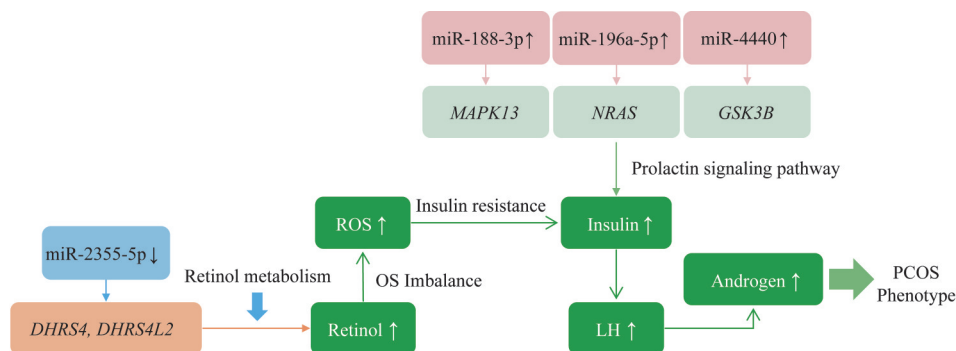 miR-188-3p↑ miR-196a-5p↑ miR-4440↑
MAPK13 NRAS GSK3B
Prolactin signaling pathway
Insulin resistance
ROS ↑ Insulin ↑
miR-2355-5p↓
Retinol metabolism
OS Imbalance
Androgen ↑
PCOS
Phenotype
DHRS4, DHRS4L2 Retinol ↑ LH ↑